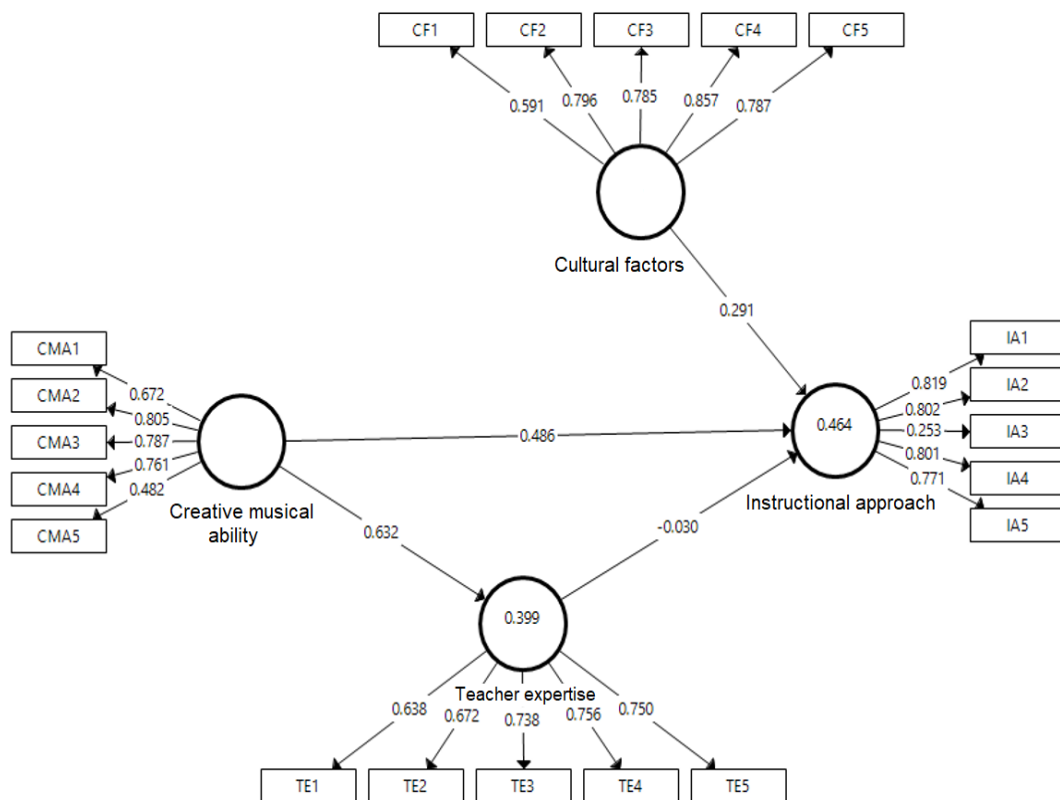 CF1 CF2 CF3 CF4 CF5
0.591 0.796 0.785 0.857 0.787
Cultural factors
0.291
CMA1
CMA2
CMA3
CMA4
CMA5
0.672
0.805
0.787
0.761
0.482
Creative musical
ability
0.486
0.632
-0.030
0.464
Instructional approach
0.819
0.802
0.253
0.801
0.771
IA1
IA2
IA3
IA4
IA5
0.399
Teacher expertise
0.638 0.672 0.738 0.756 0.750
TE1 TE2 TE3 TE4 TE5